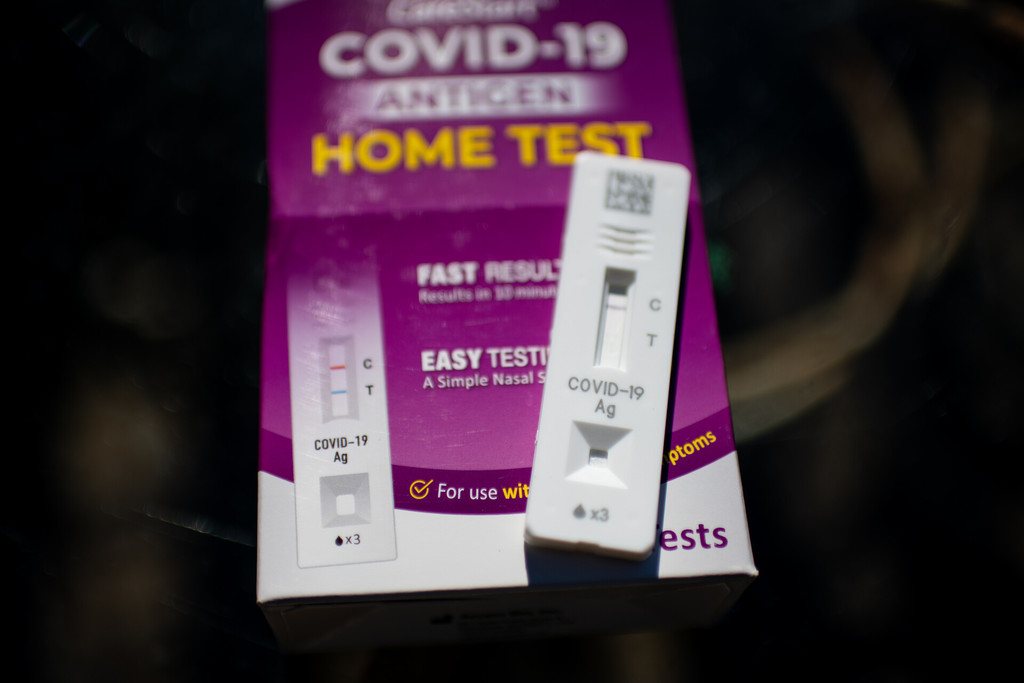 CareStart
COVID-19
ANTIGEN
HOME TEST
FAST RESUL
Results in 10 minut
EASY TESTI
A Simple Nasal S
C
T
COVID-19
Ag
x3
For use wit
ptoms
ests
C
T
COVID-19
Ag
x3